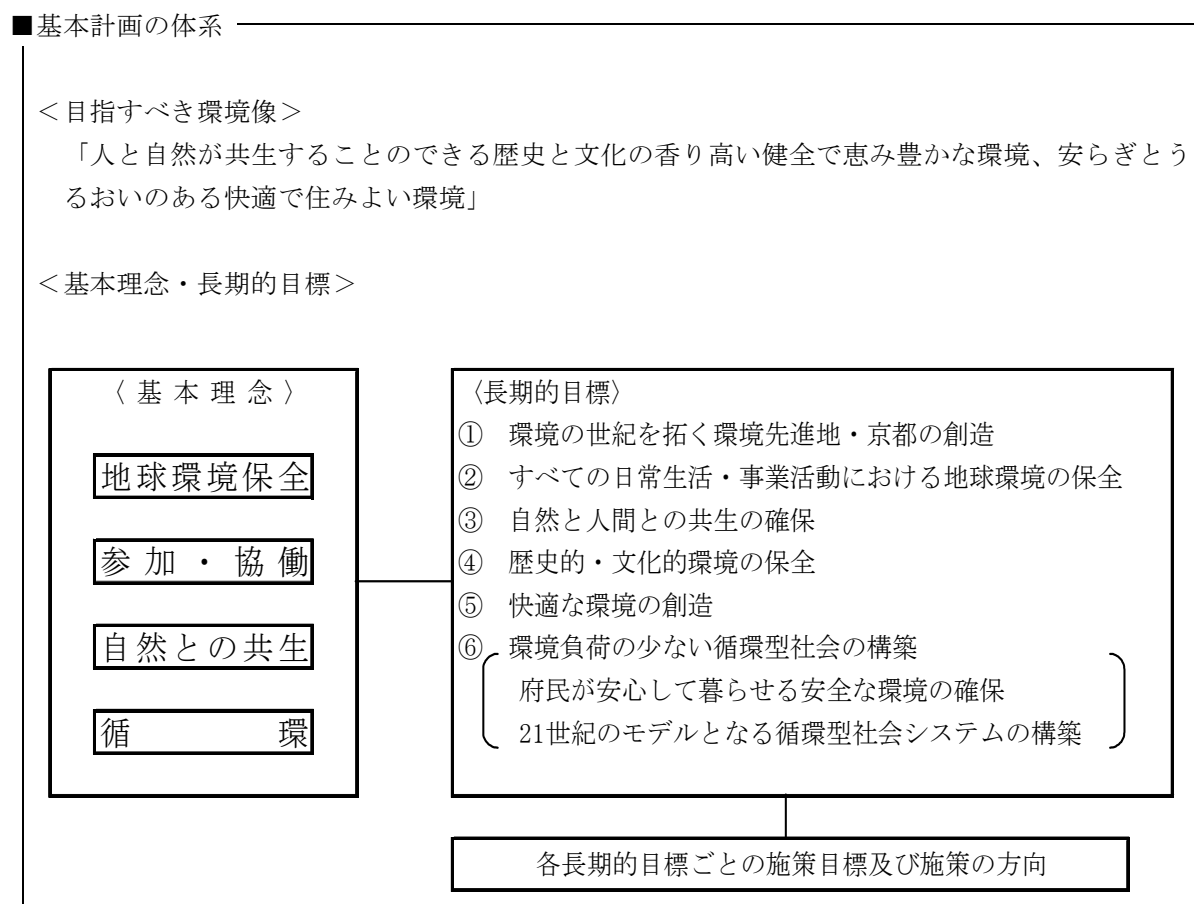 ■基本計画の体系
＜目指すべき環境像＞
「人と自然が共生することのできる歴史と文化の香り高い健全で恵み豊かな環境、安らぎとう
るおいのある快適で住みよい環境」
＜基本理念・長期的目標＞
〈基本理念〉
地球環境保全
参加・協働
自然との共生
循環
〈長期的目標〉
① 環境の世紀を拓く環境先進地・京都の創造
② すべての日常生活・事業活動における地球環境の保全
③ 自然と人間との共生の確保
④ 歴史的・文化的環境の保全
⑤ 快適な環境の創造
⑥ 環境負荷の少ない循環型社会の構築
府民が安心して暮らせる安全な環境の確保
21世紀のモデルとなる循環型社会システムの構築
各長期的目標ごとの施策目標及び施策の方向